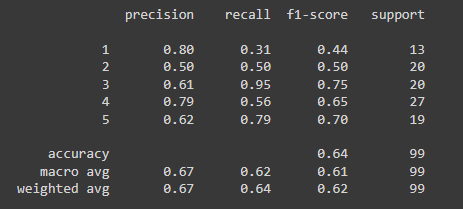 precision recall f1-score support
1 0.80 0.31 0.44 13
2 0.50 0.50 0.50 20
3 0.61 0.95 0.75 20
4 0.79 0.56 0.65 27
5 0.62 0.79 0.70 19
accuracy 0.64 99
macro avg 0.67 0.62 0.61 99
weighted avg 0.67 0.64 0.62 99